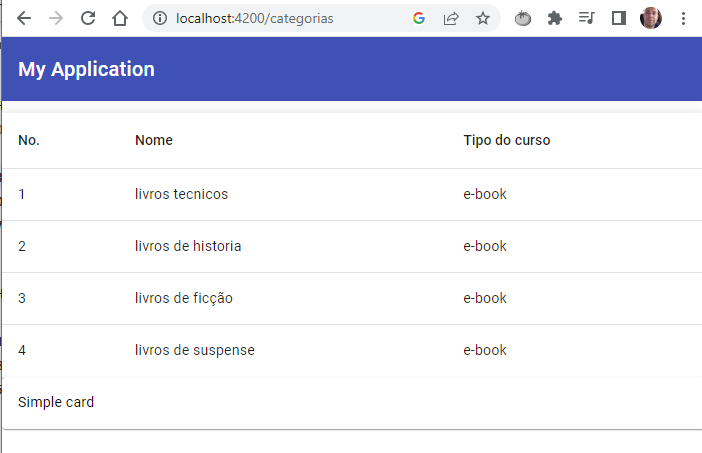 localhost:4200/categorias
My Application
No. Nome Tipo do curso
1 livros tecnicos e-book
2 livros de historia e-book
3 livros de ficção e-book
4 livros de suspense e-book
Simple card